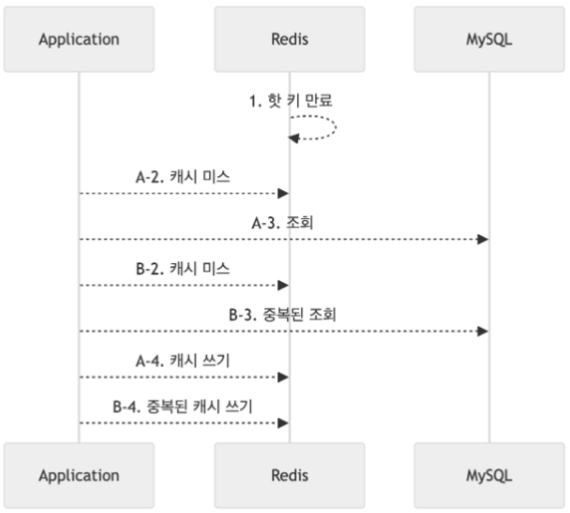 Application
Redis
MySQL
1. 핫 키 만료
A-2. 캐시 미스
A-3. 조회
B-2. 캐시 미스
B-3. 중복된 조회
A-4. 캐시 쓰기
B-4. 중복된 캐시 쓰기
Application
Redis
MySQL